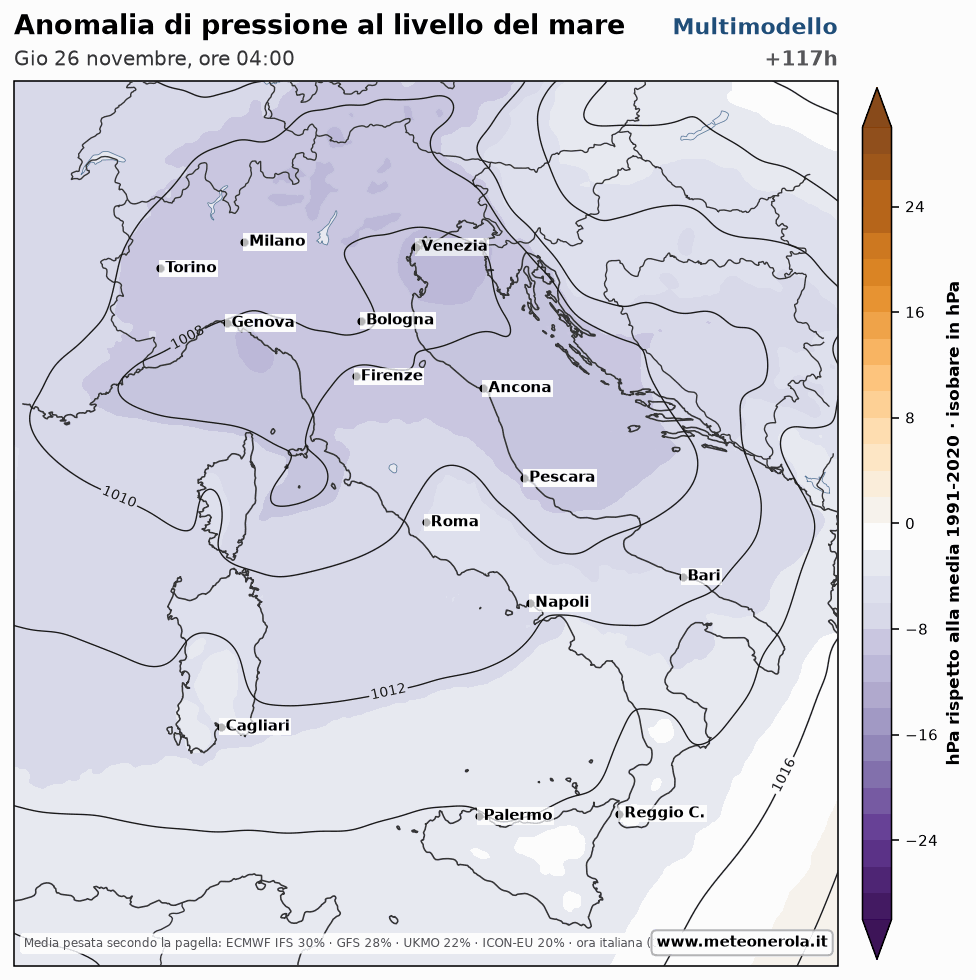 Anomalia di pressione al livello del mare
Multimodello
Gio 26 novembre, ore 04:00
+117h
Milano
Venezia
Torino
Genova
Bologna
1008
Firenze
Ancona
Pescara
1010
Roma
Bari
Napoli
1012
Cagliari
1016
Palermo
Reggio C.
Media pesata secondo la pagella: ECMWF IFS 30% · GFS 28% · UKMO 22% · ICON-EU 20% · ora italiana (
www.meteonerola.it
24
16
8
0
−8
−16
−24
hPa rispetto alla media 1991-2020 · isobare in hPa